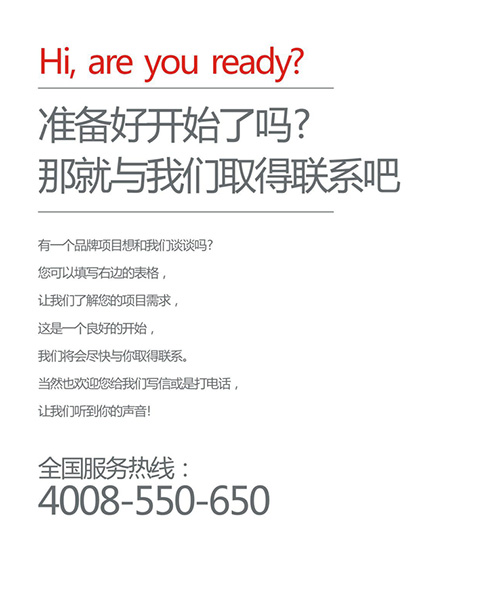 Hi, are you ready?
准备好开始了吗?
那就与我们取得联系吧
有一个品牌项目想和我们谈谈吗?
您可以填写右边的表格，
让我们了解您的项目需求，
这是一个良好的开始，
我们将会尽快与你取得联系。
当然也欢迎您给我们写信或是打电话，
让我们听到你的声音!
全国服务热线：
4008-550-650